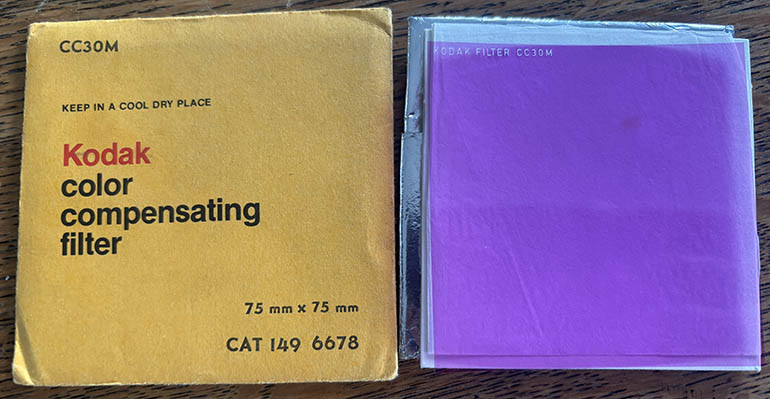 CC30M
KEEP IN A COOL DRY PLACE
Kodak
color
compensating
filter
75 mm x 75 mm
CAT 149 6678
KODAK FILTER CC30M